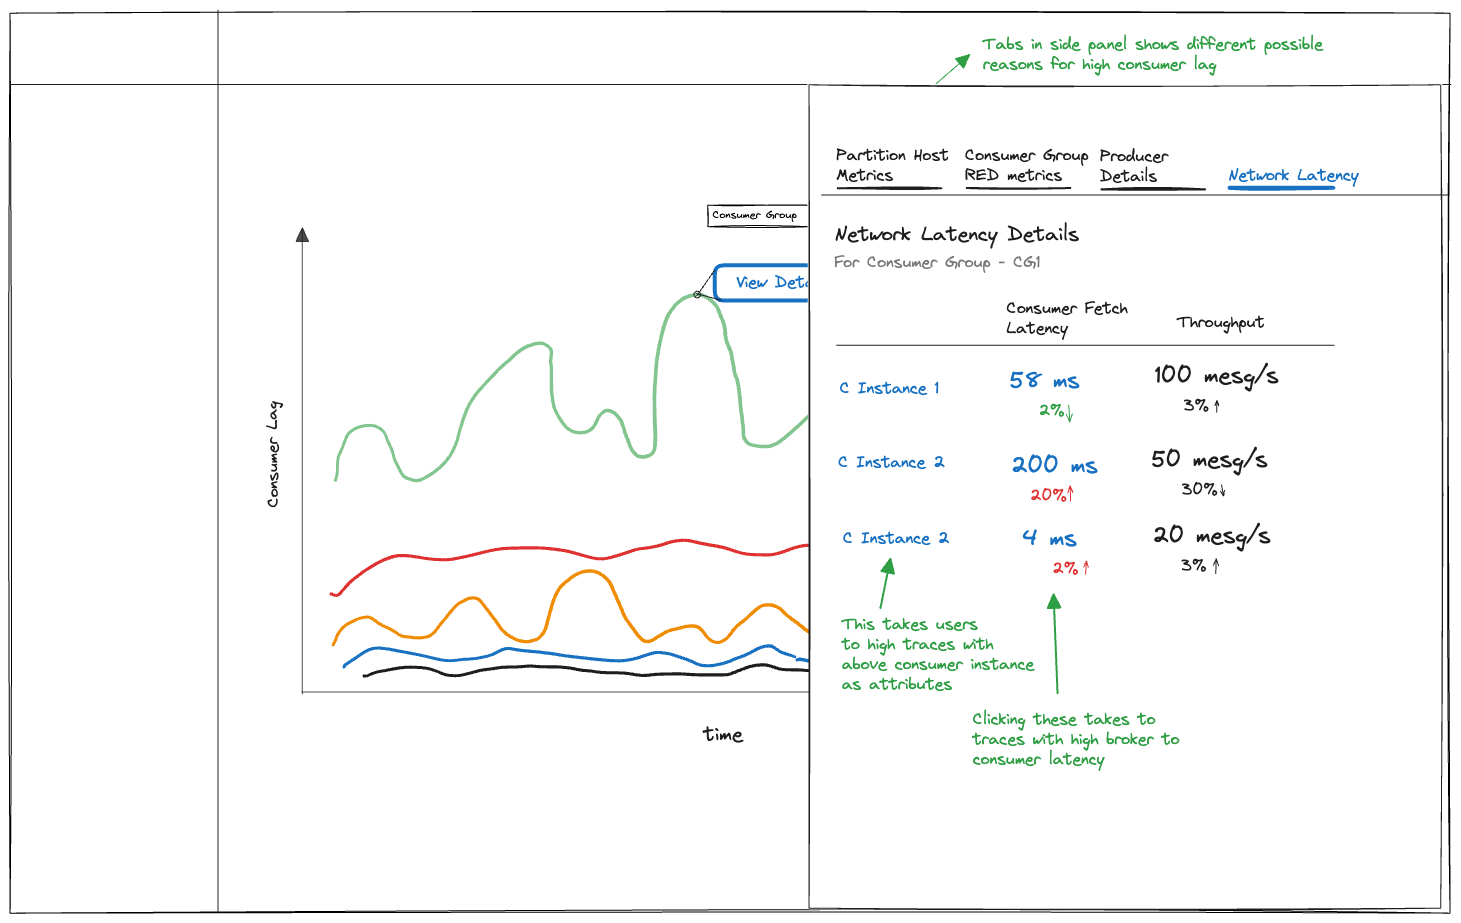 Tabs in side panel shows different possible
reasons for high consumer lag
Partition Host
Metrics
Consumer Group
RED metrics
Producer
Details
Network Latency
Consumer Group
View Deta
Consumer Lag
time
Network Latency Details
For Consumer Group - CG1
Consumer Fetch
Latency
Throughput
C Instance 1
58 ms
100 mesg/s
2%↓
3%↑
C Instance 2
200 ms
50 mesg/s
20%↑
30%↓
C Instance 2
4 ms
20 mesg/s
2%↑
3%↑
This takes users
to high traces with
above consumer instance
as attributes
Clicking these takes to
traces with high broker to
consumer latency